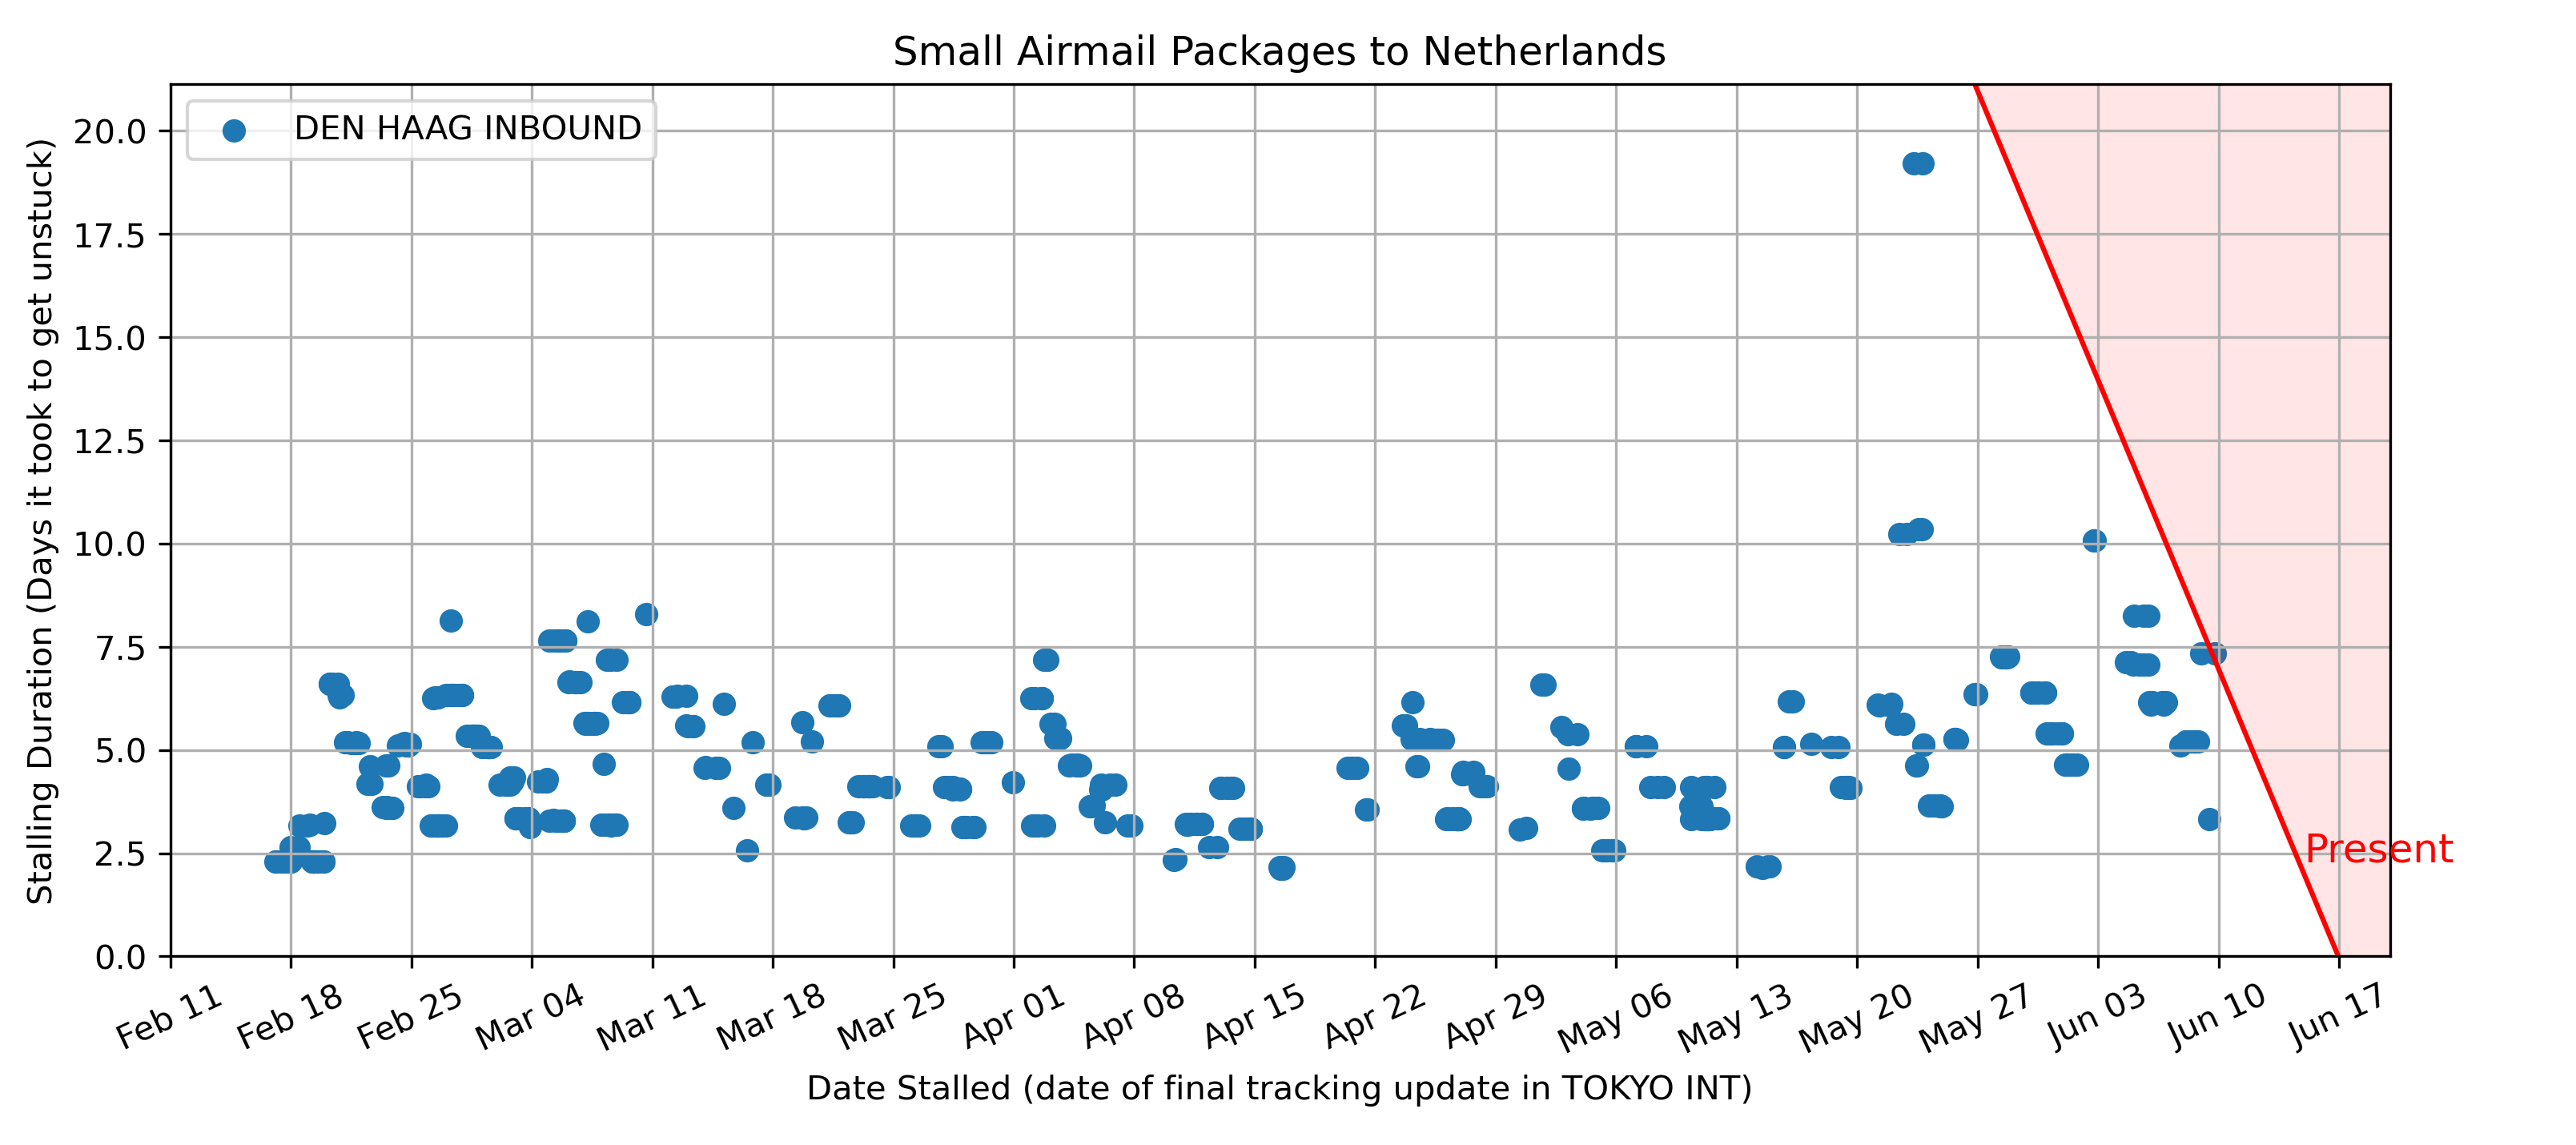 Small Airmail Packages to Netherlands
DEN HAAG INBOUND
Stalling Duration (Days it took to get unstuck)
20.0
17.5
15.0
12.5
10.0
7.5
5.0
2.5
0.0
Present
Feb 11
Feb 18
Feb 25
Mar 04
Mar 11
Mar 18
Mar 25
Apr 01
Apr 08
Apr 15
Apr 22
Apr 29
May 06
May 13
May 20
May 27
Jun 03
Jun 10
Jun 17
Date Stalled (date of final tracking update in TOKYO INT)